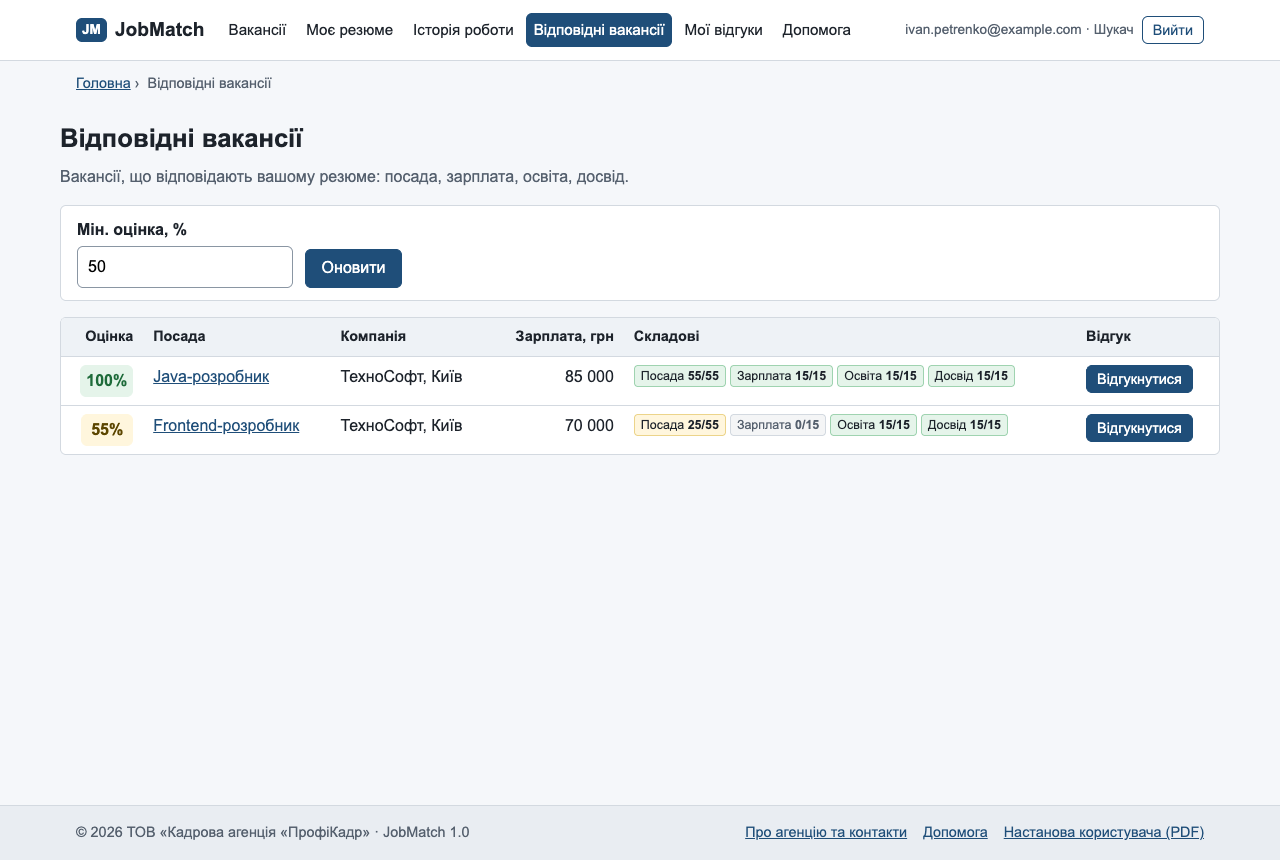 JM JobMatch Вакансії Моє резюме Історія роботи Відповідні вакансії Мої відгуки Допомога ivan.petrenko@example.com · Шукач Вийти
Головна › Відповідні вакансії
Відповідні вакансії
Вакансії, що відповідають вашому резюме: посада, зарплата, освіта, досвід.
Мін. оцінка, %
50 Оновити
Оцінка Посада Компанія Зарплата, грн Складові Відгук
100% Java-розробник ТехноСофт, Київ 85 000 Посада 55/55 Зарплата 15/15 Освіта 15/15 Досвід 15/15 Відгукнутися
55% Frontend-розробник ТехноСофт, Київ 70 000 Посада 25/55 Зарплата 0/15 Освіта 15/15 Досвід 15/15 Відгукнутися
© 2026 ТОВ «Кадрова агенція «ПрофіКадр» · JobMatch 1.0 Про агенцію та контакти Допомога Настанова користувача (PDF)